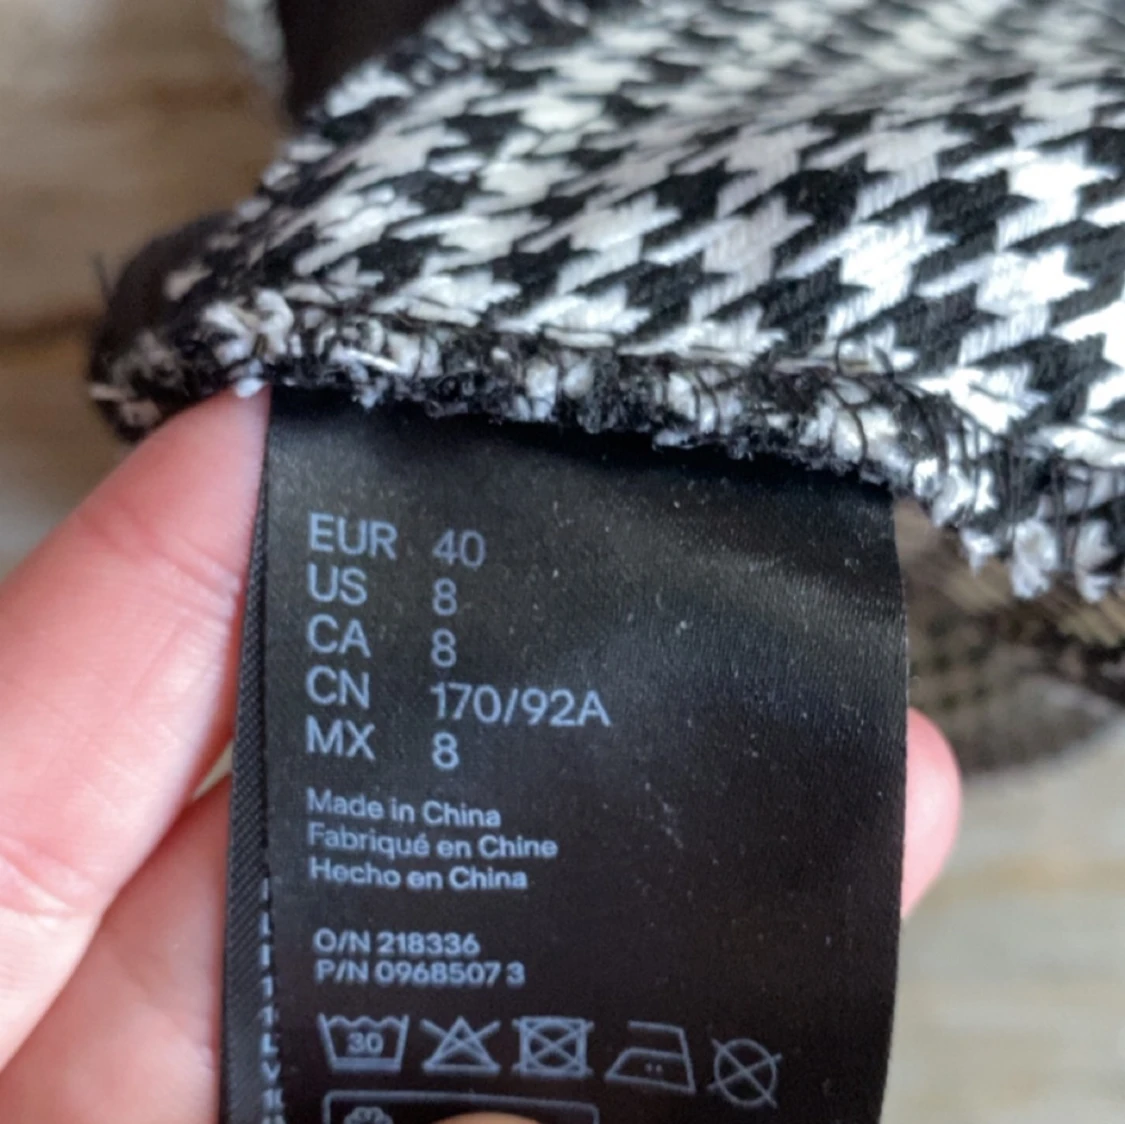 EUR 40
US 8
CA 8
CN 170/92A
MX 8
Made in China
Fabriqué en Chine
Hecho en China
O/N 218336
P/N 0968507 3
30